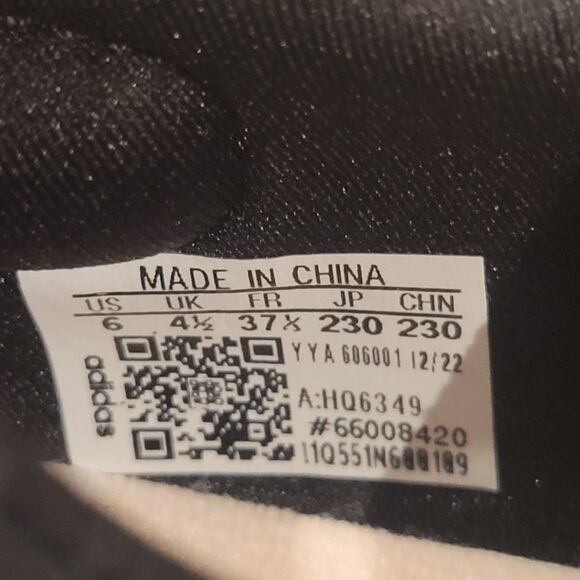 MADE IN CHINA
US UK FR JP CHN
6 4½ 37⅓ 230 230
YYA 606001 12/22
adidas
A:HQ6349
#66008420